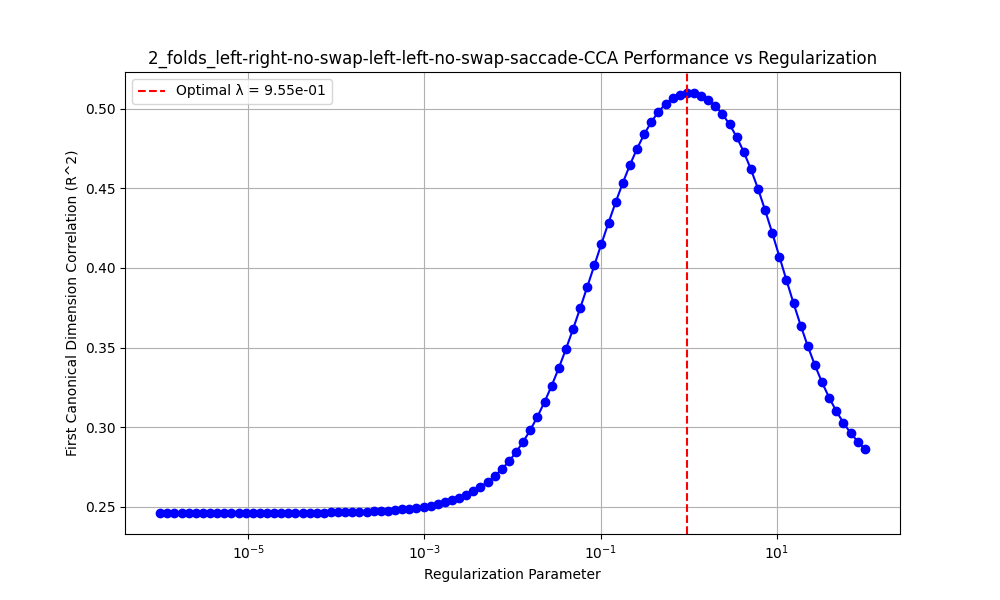 2_folds_left-right-no-swap-left-left-no-swap-saccade-CCA Performance vs Regularization
Optimal λ = 9.55e-01
First Canonical Dimension Correlation (R^2)
0.50
0.45
0.40
0.35
0.30
0.25
10⁻⁵
10⁻³
10⁻¹
10¹
Regularization Parameter